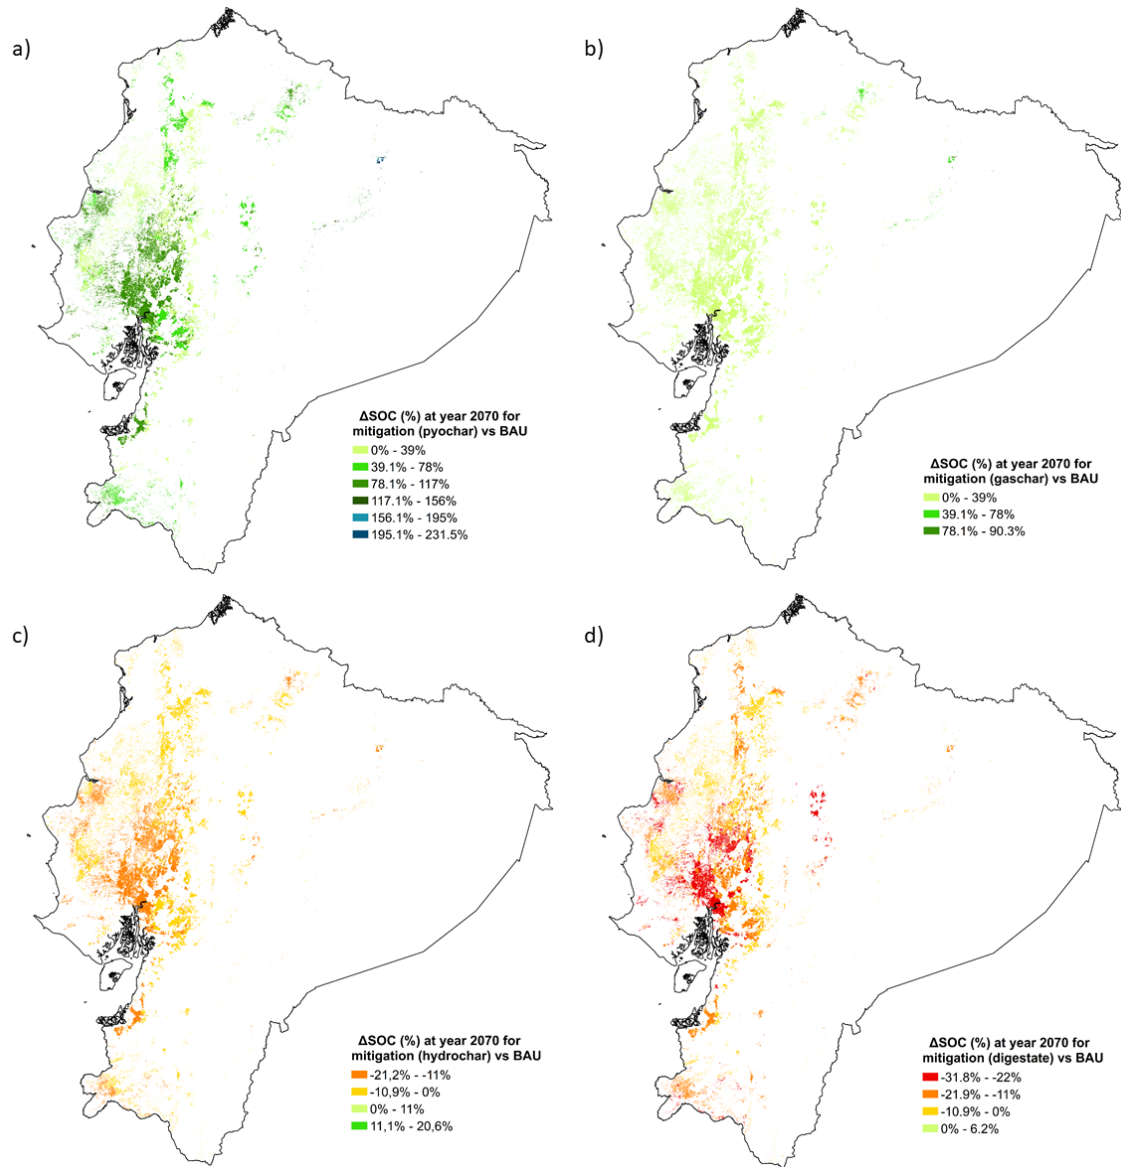 a)
b)
ΔSOC (%) at year 2070 for
mitigation (pyochar) vs BAU
0% - 39%
39.1% - 78%
78.1% - 117%
117.1% - 156%
156.1% - 195%
195.1% - 231.5%
ΔSOC (%) at year 2070 for
mitigation (gaschar) vs BAU
0% - 39%
39.1% - 78%
78.1% - 90.3%
c)
d)
ΔSOC (%) at year 2070 for
mitigation (hydrochar) vs BAU
-21,2% - -11%
-10,9% - 0%
0% - 11%
11,1% - 20,6%
ΔSOC (%) at year 2070 for
mitigation (digestate) vs BAU
-31.8% - -22%
-21.9% - -11%
-10.9% - 0%
0% - 6.2%